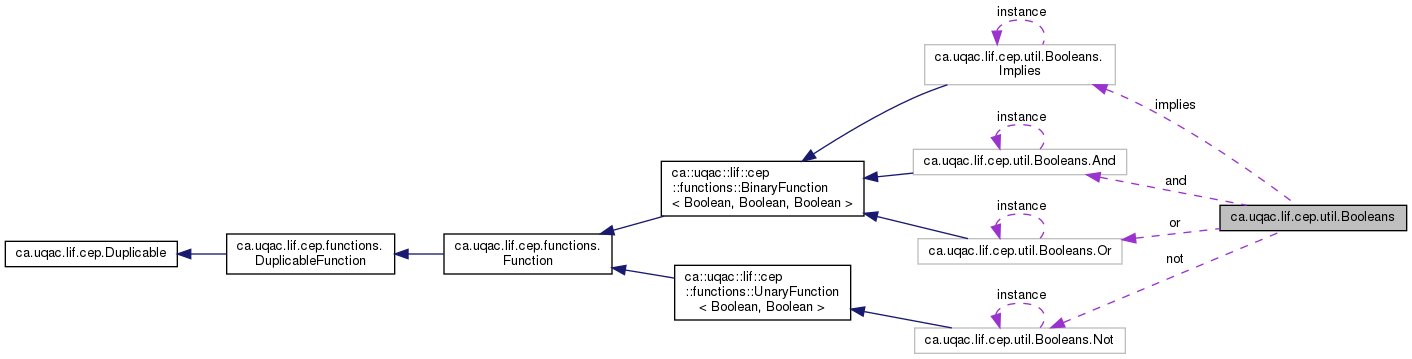 instance
ca.uqac.lif.cep.util.Booleans.
Implies
implies
instance
ca.uqac.lif.cep.util.Booleans.And
and
ca::uqac::lif::cep
::functions::BinaryFunction
< Boolean, Boolean, Boolean >
instance
ca.uqac.lif.cep.util.Booleans.Or
or
ca.uqac.lif.cep.util.Booleans
ca.uqac.lif.cep.Duplicable
ca.uqac.lif.cep.functions.
DuplicableFunction
ca.uqac.lif.cep.functions.
Function
not
ca::uqac::lif::cep
::functions::UnaryFunction
< Boolean, Boolean >
instance
ca.uqac.lif.cep.util.Booleans.Not